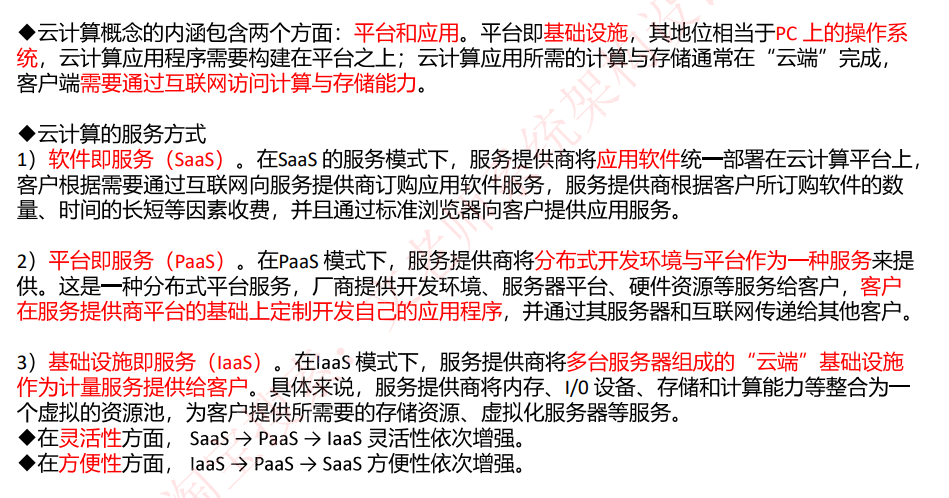 ◆云计算概念的内涵包含两个方面：平台和应用。平台即基础设施，其地位相当于PC 上的操作系
统，云计算应用程序需要构建在平台之上；云计算应用所需的计算与存储通常在“云端”完成，
客户端需要通过互联网访问计算与存储能力。
◆云计算的服务方式
1）软件即服务（SaaS）。在SaaS 的服务模式下，服务提供商将应用软件统一部署在云计算平台上，
客户根据需要通过互联网向服务提供商订购应用软件服务，服务提供商根据客户所订购软件的数
量、时间的长短等因素收费，并且通过标准浏览器向客户提供应用服务。
2）平台即服务（PaaS）。在PaaS 模式下，服务提供商将分布式开发环境与平台作为一种服务来提
供。这是一种分布式平台服务，厂商提供开发环境、服务器平台、硬件资源等服务给客户，客户
在服务提供商平台的基础上定制开发自己的应用程序，并通过其服务器和互联网传递给其他客户。
3）基础设施即服务（IaaS）。在IaaS 模式下，服务提供商将多台服务器组成的“云端”基础设施
作为计量服务提供给客户。具体来说，服务提供商将内存、I/0 设备、存储和计算能力等整合为一
个虚拟的资源池，为客户提供所需要的存储资源、虚拟化服务器等服务。
◆在灵活性方面， SaaS → PaaS → IaaS 灵活性依次增强。
◆在方便性方面， IaaS → PaaS → SaaS 方便性依次增强。